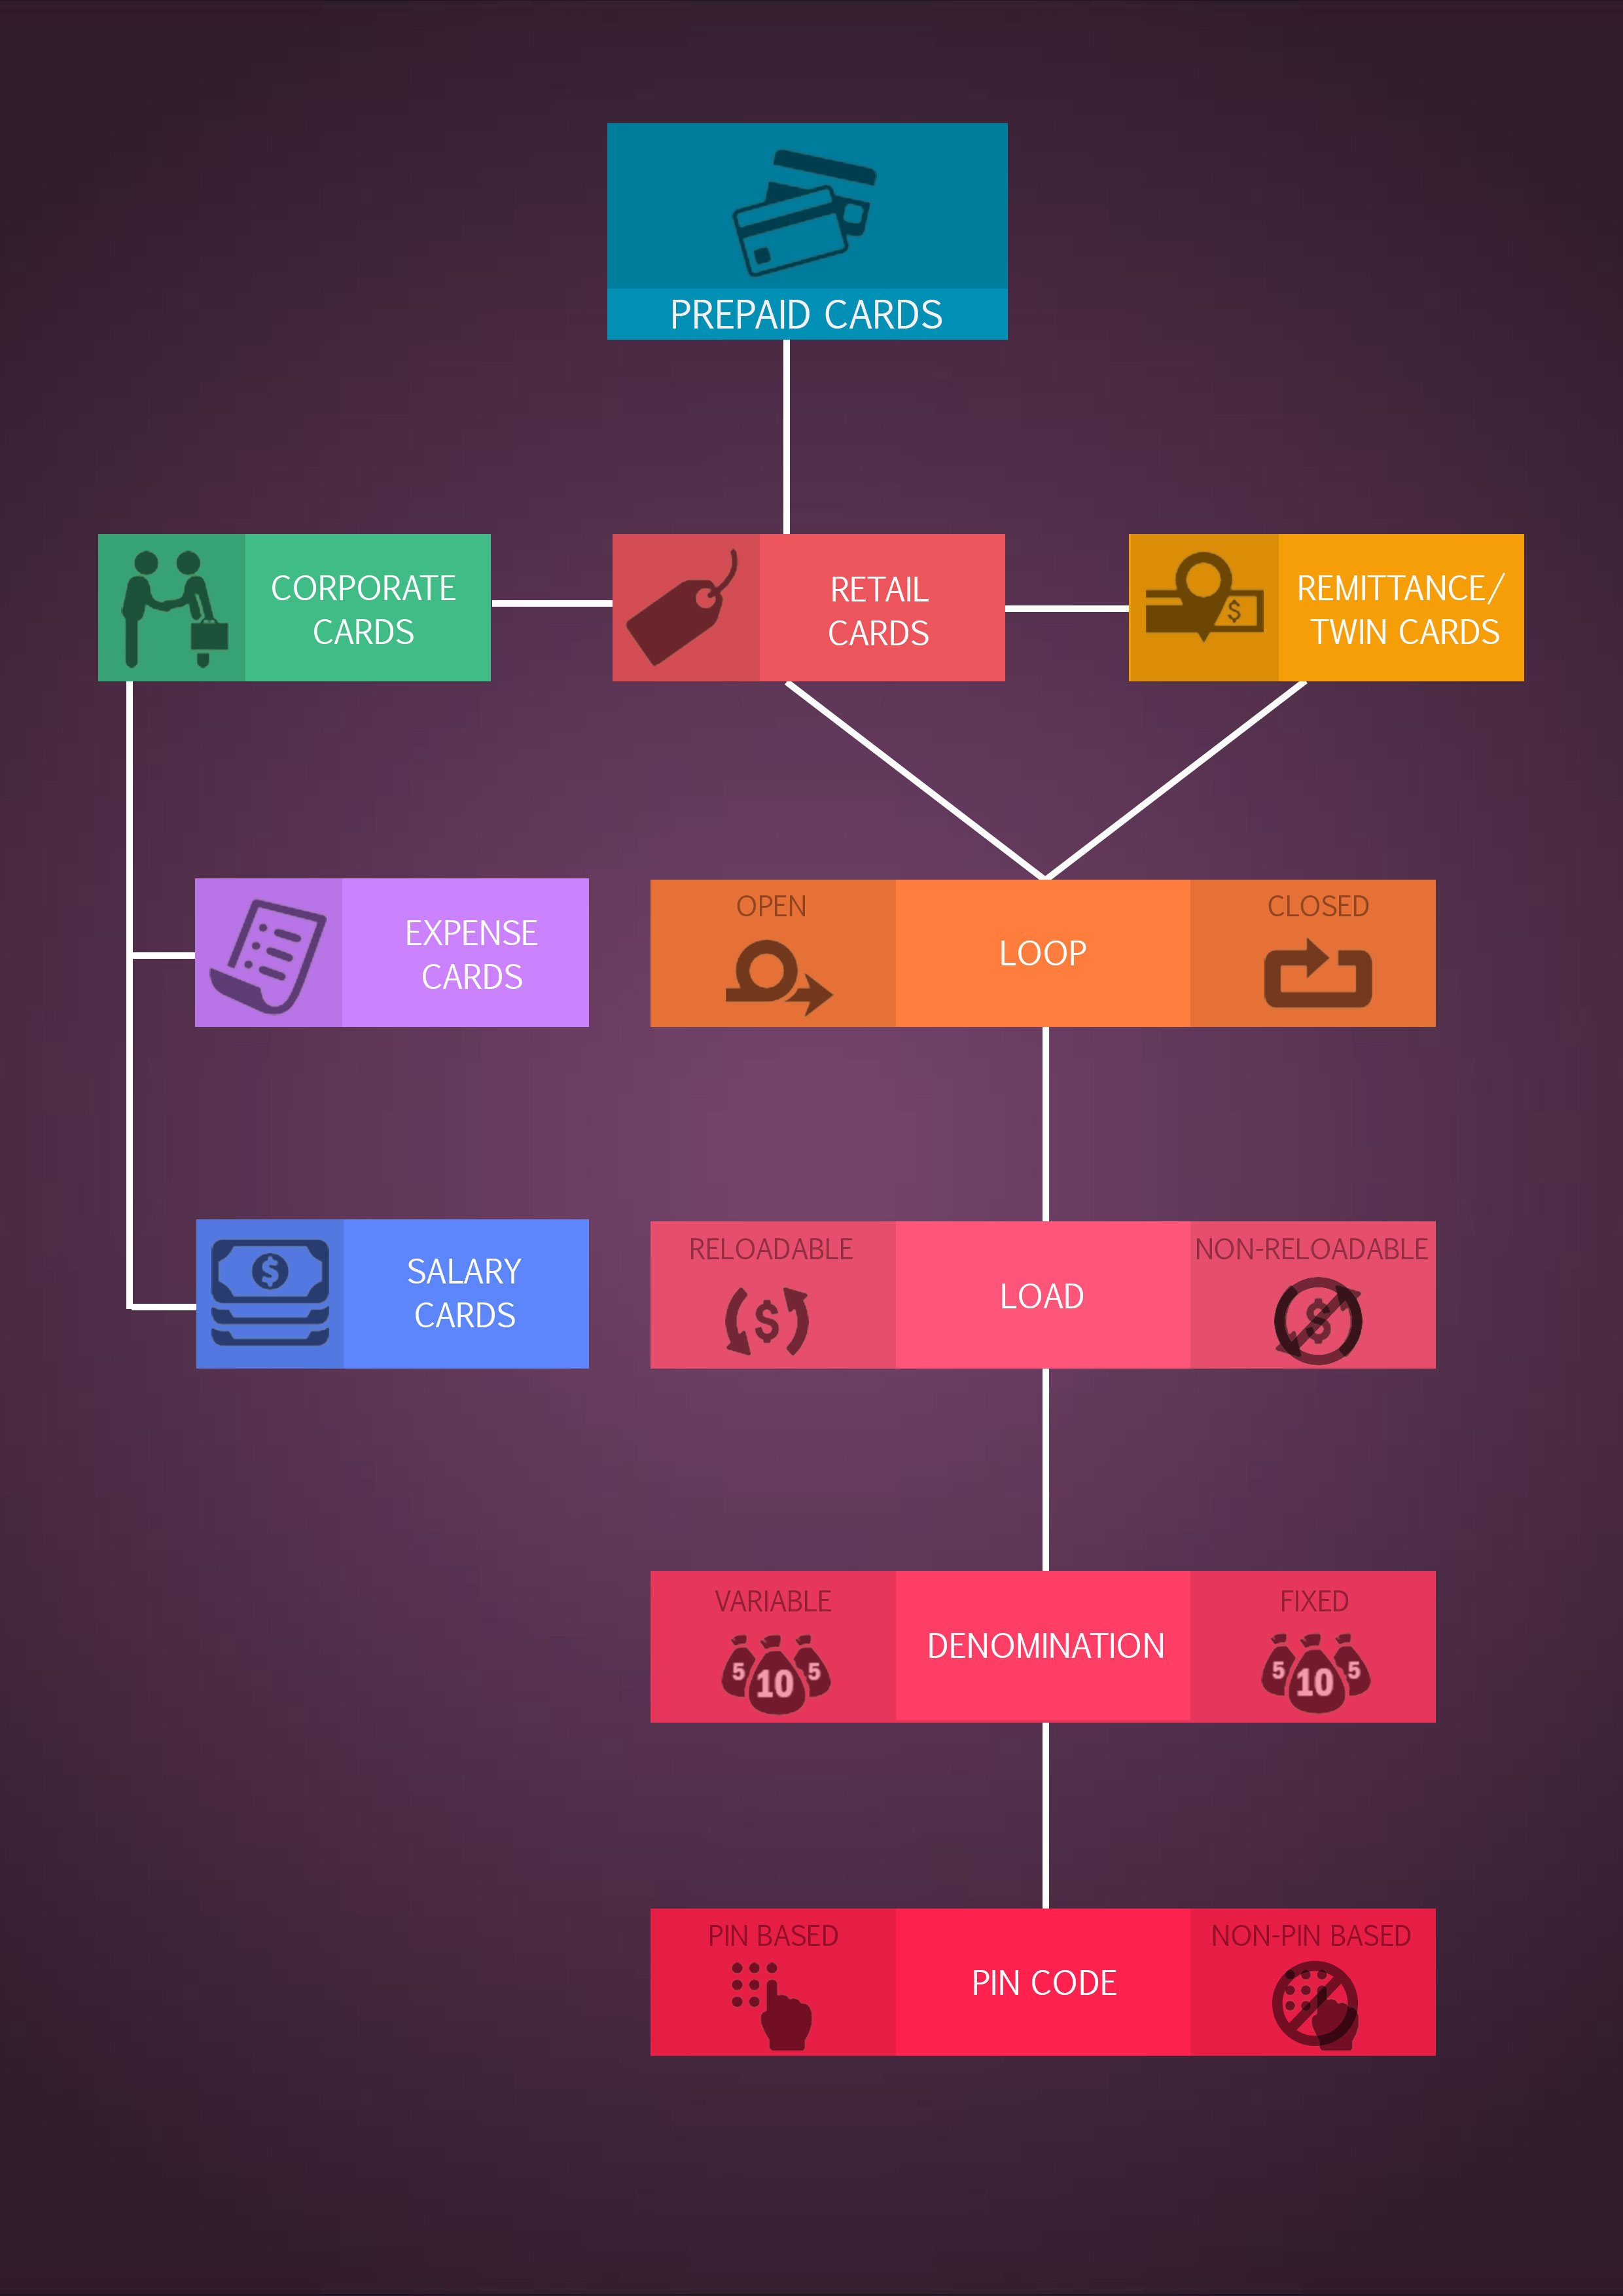 PREPAID CARDS
CORPORATE
CARDS
RETAIL
CARDS
REMITTANCE/
TWIN CARDS
$
EXPENSE
CARDS
OPEN
LOOP
CLOSED
$
SALARY
CARDS
RELOADABLE
$
LOAD
NON-RELOADABLE
$
VARIABLE
5 10 5
DENOMINATION
FIXED
5 10 5
PIN BASED
PIN CODE
NON-PIN BASED